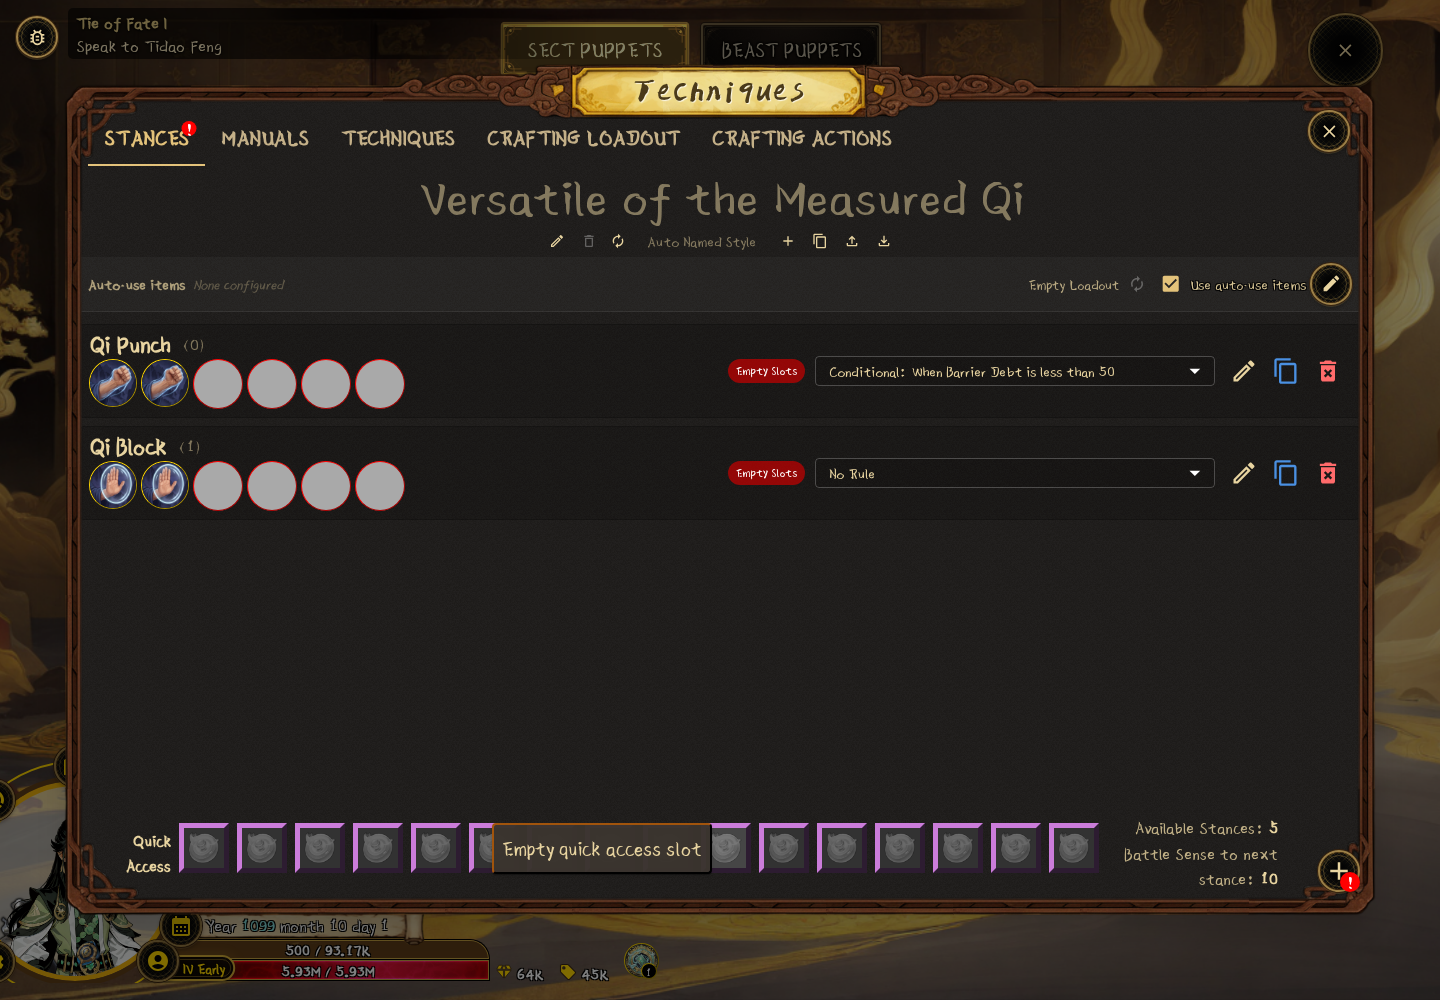 Tie of Fate I
Speak to Tidao Feng
SECT PUPPETS
BEAST PUPPETS
Techniques
STANCES
MANUALS
TECHNIQUES
CRAFTING LOADOUT
CRAFTING ACTIONS
Versatile of the Measured Qi
Auto Named Style
Auto-use items None configured
Empty Loadout
Use auto-use items
Qi Punch (0)
Empty Slots
Conditional: When Barrier Debt is less than 50
Qi Block (1)
Empty Slots
No Rule
Quick
Access
Empty quick access slot
Available Stances: 5
Battle Sense to next
stance: 10
Year 1099 month 10 day 1
500 / 93.17K
IV Early
5.93M / 5.93M
64K
45K
1